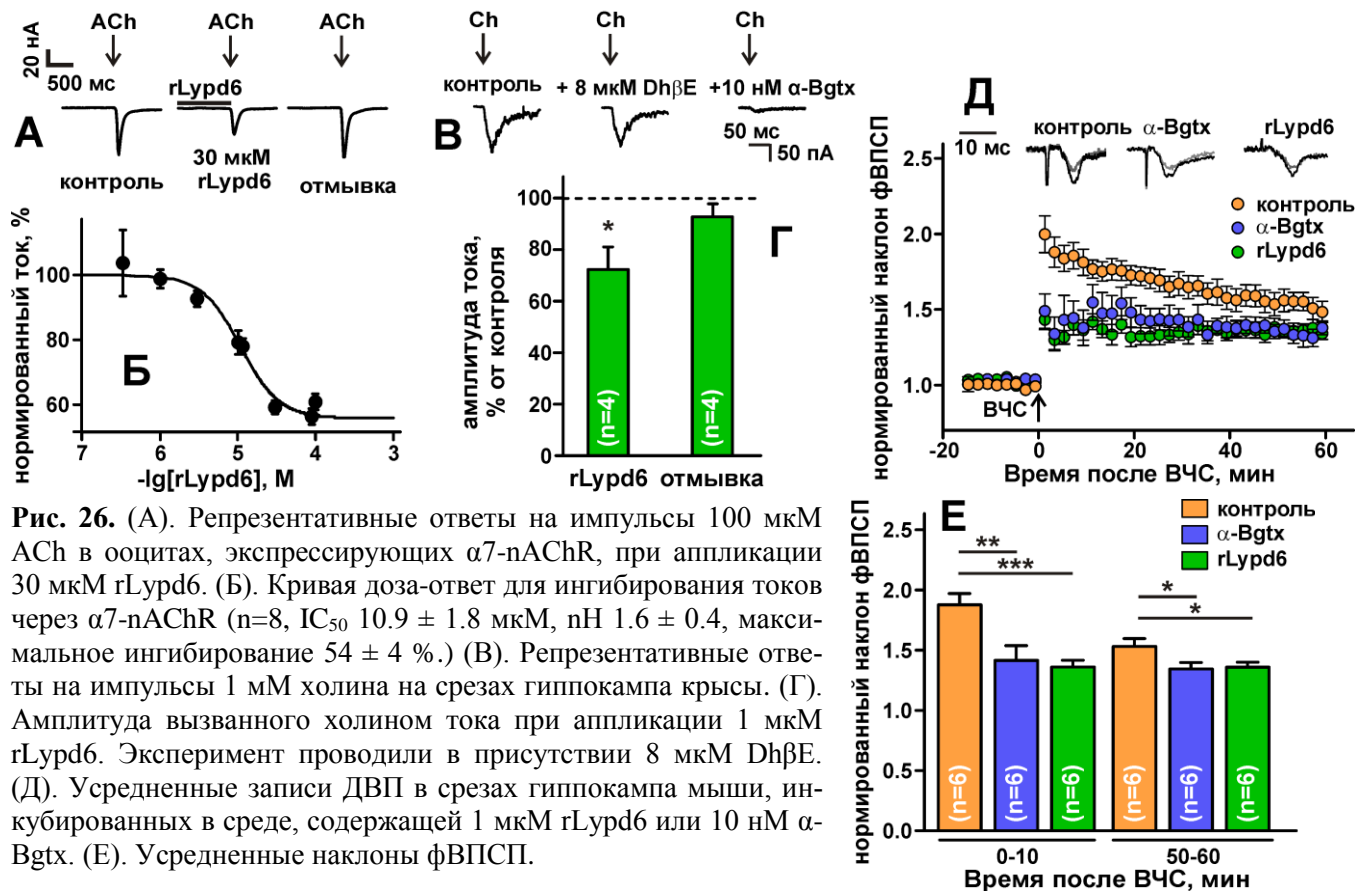 ACh
ACh
ACh
20 нА
500 мс
rLypd6
А
контроль
30 мкМ
rLypd6
отмывка
Ch
Ch
Ch
контроль
+ 8 мкМ DhβE
+10 нМ α-Bgtx
В
50 мс
50 пА
нормированный ток, %
100
80
60
Б
7
6
5
4
3
-lg[rLypd6], М
амплитуда тока,
% от контроля
100
80
60
40
20
0
*
Г
(n=4)
(n=4)
rLypd6
отмывка
Д
10 мс
контроль
α-Bgtx
rLypd6
нормированный наклон фВПСП
2.5
2.0
1.5
1.0
контроль
α-Bgtx
rLypd6
ВЧС
-20
0
20
40
60
Время после ВЧС, мин
Е
контроль
α-Bgtx
rLypd6
нормированный наклон фВПСП
2.5
2.0
1.5
1.0
0.5
0.0
**
***
*
*
(n=6)
(n=6)
(n=6)
(n=6)
(n=6)
(n=6)
0-10
50-60
Время после ВЧС, мин
Рис. 26. (А). Репрезентативные ответы на импульсы 100 мкМ
ACh в ооцитах, экспрессирующих α7-nAChR, при аппликации
30 мкМ rLypd6. (Б). Кривая доза-ответ для ингибирования токов
через α7-nAChR (n=8, IC50 10.9 ± 1.8 мкМ, nH 1.6 ± 0.4, макси-
мальное ингибирование 54 ± 4 %.) (В). Репрезентативные отве-
ты на импульсы 1 мМ холина на срезах гиппокампа крысы. (Г).
Амплитуда вызванного холином тока при аппликации 1 мкМ
rLypd6. Эксперимент проводили в присутствии 8 мкМ DhβE.
(Д). Усредненные записи ДВП в срезах гиппокампа мыши, ин-
кубированных в среде, содержащей 1 мкМ rLypd6 или 10 нМ α-
Bgtx. (Е). Усредненные наклоны фВПСП.